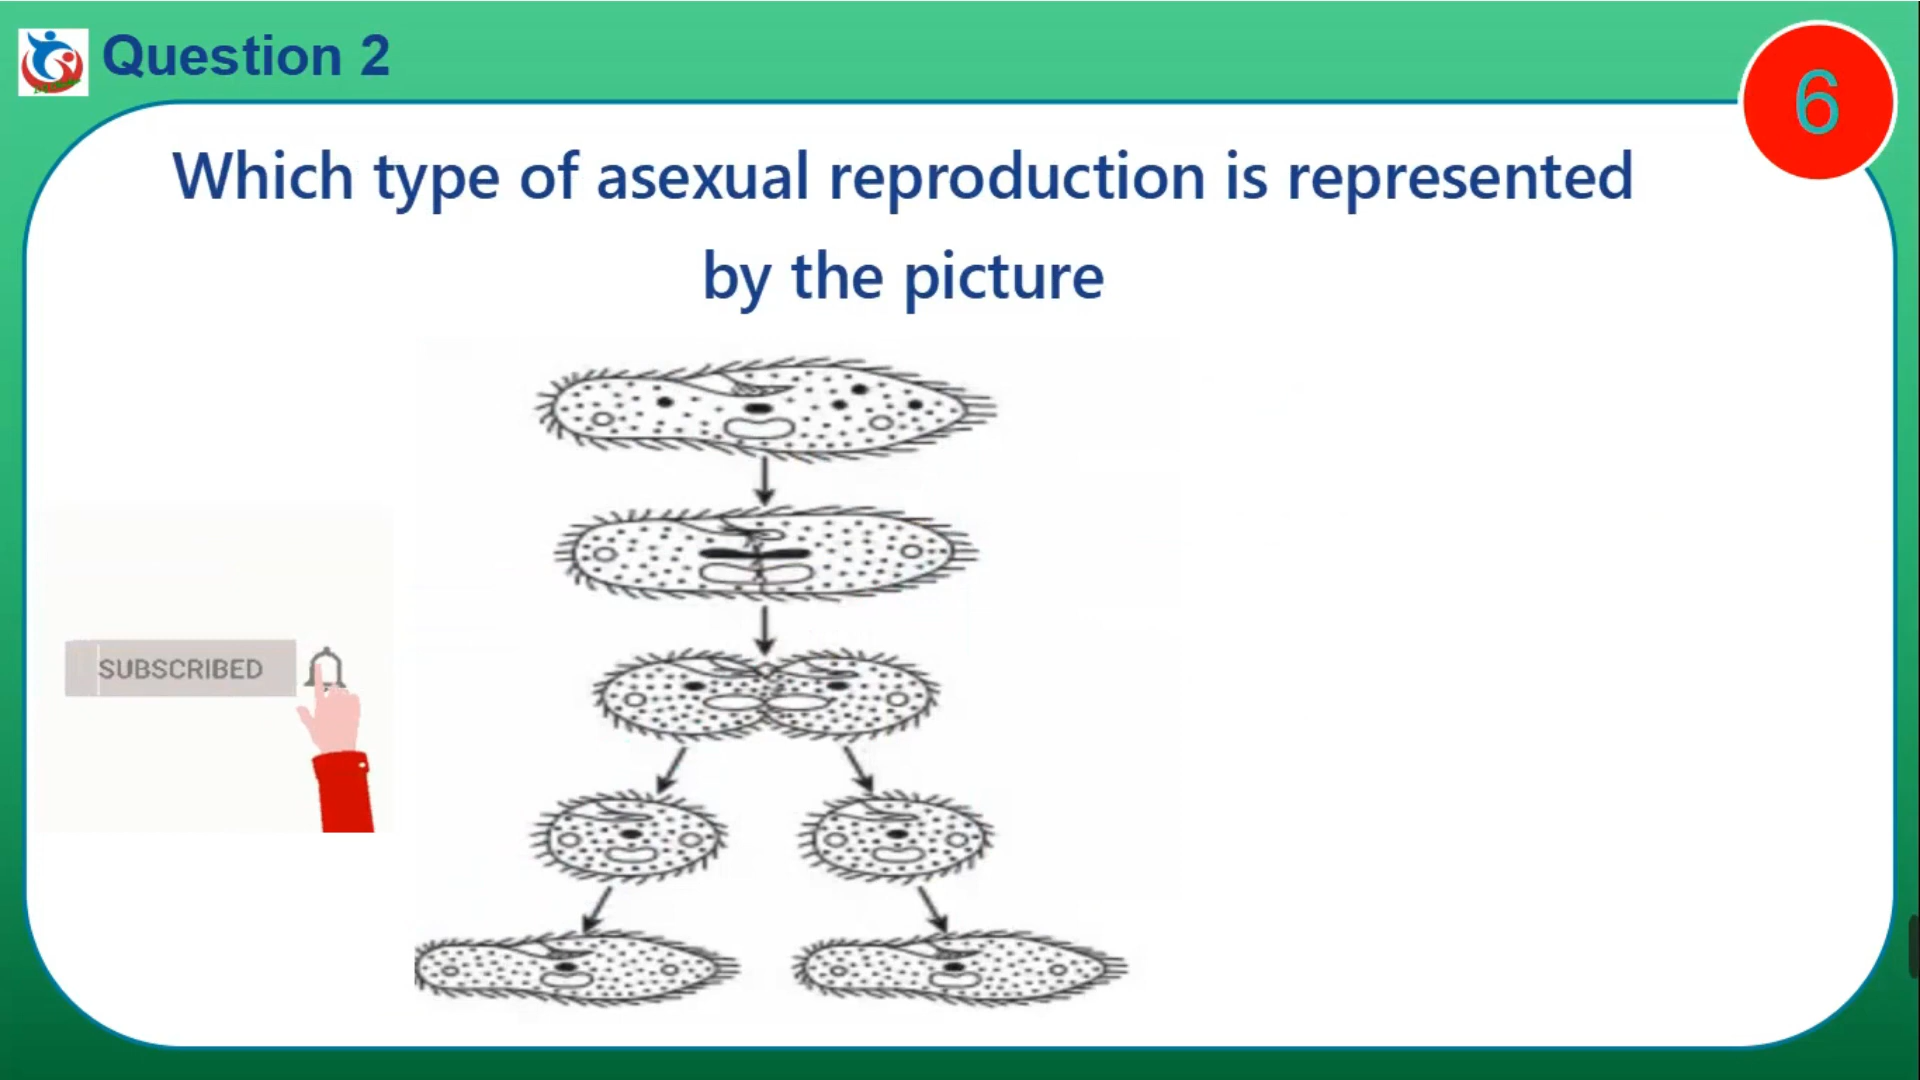 Question 2
6
Which type of asexual reproduction is represented
by the picture
SUBSCRIBED